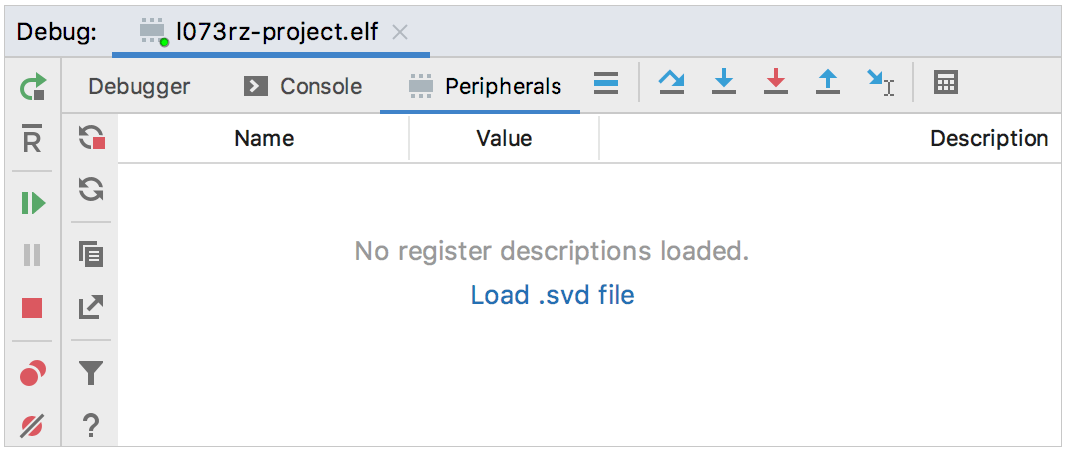 Debug: l073rz-project.elf
Debugger Console Peripherals
R
Name Value Description
No register descriptions loaded.
Load .svd file
?